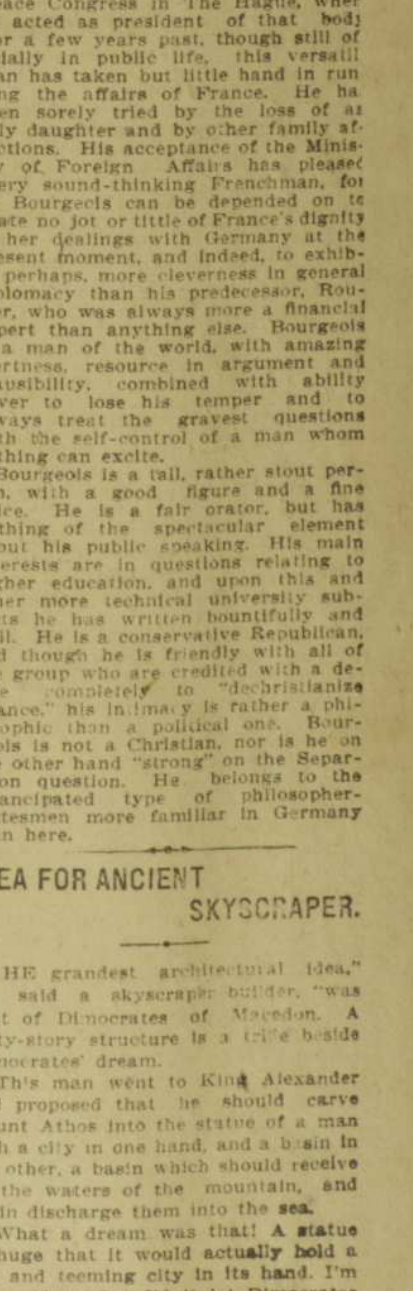 eace Congress in The Hague, wher
acted as president of that body
r a few years past, though still of
ially in public life, this versatil
an has taken but little hand in run
ng the affairs of France. He ha
en sorely tried by the loss of
ly daughter and by other family af-
ctions. His acceptance of the Minis-
y of Foreign Affairs has pleased
ery sound-thinking Frenchman, for
Bourgeois can be depended on to
ate no jot or tittle of France's dignity
her dealings with Germany at the
esent moment, and indeed, to exhib-
perhaps, more cleverness in general
plomacy than his predecessor, Rou-
er, who was always more a financial
pert than anything else. Bourgeois
a man of the world, with amazing
ertness, resource in argument and
ausibility, combined with ability
ver to lose his temper and to
ways treat the gravest questions
th the self-control of a man whom
thing can excite.
Bourgeois is a tall, rather stout per-
n, with a good figure and a fine
ice. He is a fair orator, but has
thing of the spectacular element
out his public speaking. His main
erests are in questions relating to
gher education, and upon this and
her more technical university sub-
ts he has written bountifully and
ll. He is a conservative Republican,
d though he is friendly with all of
e group who are credited with a de-
e completely to "dechristianize
ance," his intimacy is rather a phi-
ophic than a political one. Bour-
ois is not a Christian, nor is he on
e other hand "strong" on the Separ-
on question. He belongs to the
ancipated type of philosopher-
tesmen more familiar in Germany
n here.
EA FOR ANCIENT
SKYSCRAPER.
HE grandest architectural idea,"
said a skyscraper builder, "was
t of Dinocrates of Macedon. A
ty-story structure is a trifle beside
nocrates' dream.
This man went to King Alexander
d proposed that he should carve
unt Athos into the statue of a man
h a city in one hand, and a basin in
other, a basin which should receive
the waters of the mountain, and
in discharge them into the sea.
What a dream was that! A statue
huge that it would actually hold a
and teeming city in its hand. I'm